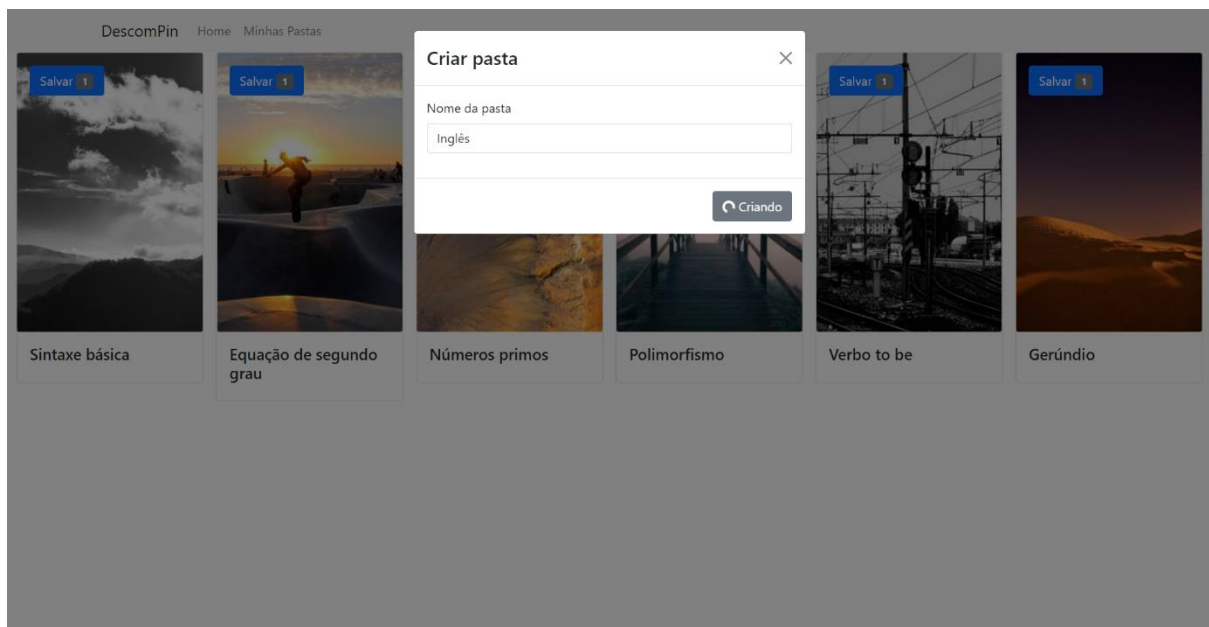 DescomPin Home Minhas Pastas
Criar pasta
Nome da pasta
Inglês
Criando
Salvar 1
Salvar 1
Salvar 1
Salvar 1
Sintaxe básica
Equação de segundo
grau
Números primos
Polimorfismo
Verbo to be
Gerúndio